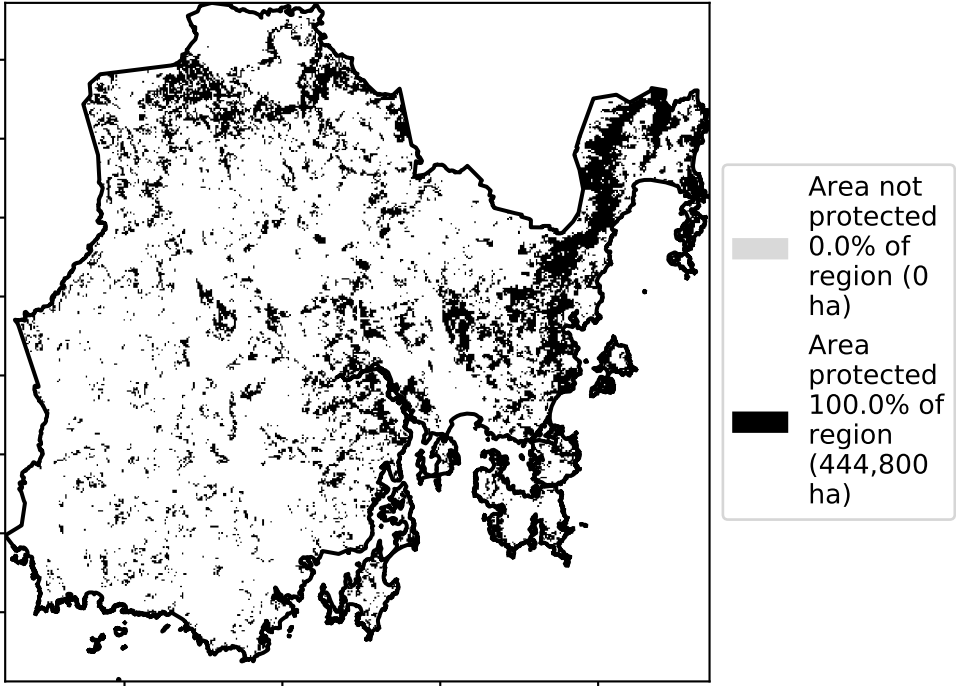 Area not
protected
0.0% of
region (0
ha)
Area
protected
100.0% of
region
(444,800
ha)